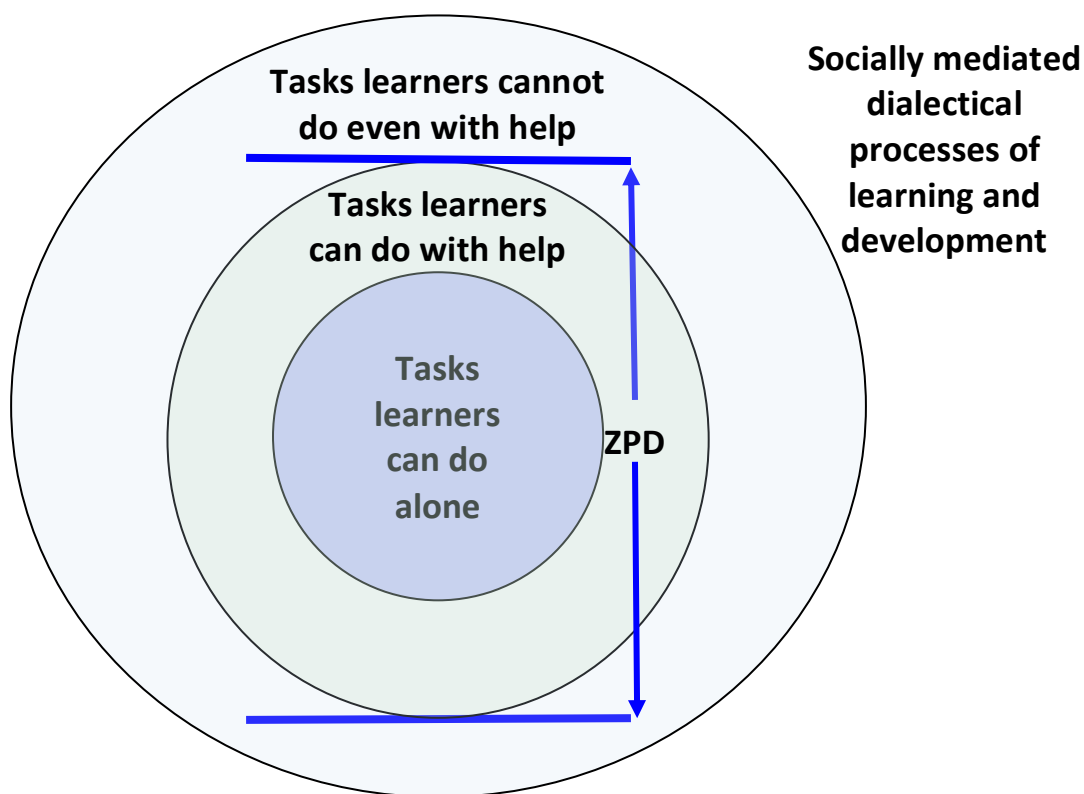 Tasks learners cannot
do even with help
Socially mediated
dialectical
processes of
learning and
development
Tasks learners
can do with help
Tasks
learners
can do
alone
ZPD